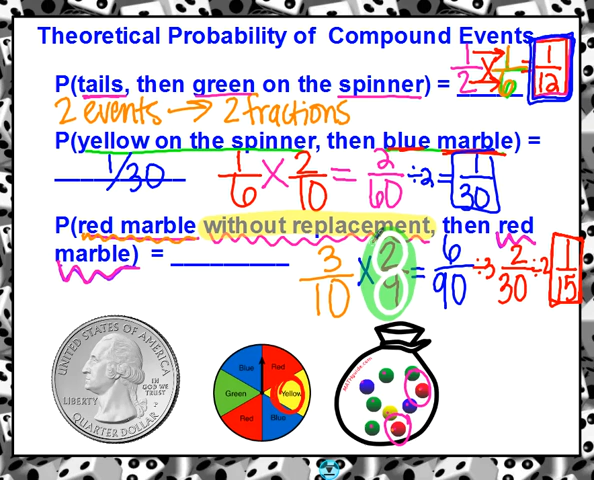 Theoretical Probability of Compound Events
P(tails, then green on the spinner) = ______ 1/2 X 1/6 1/12
2 events → 2 fractions
P(yellow on the spinner, then blue marble) =
1/30 1/6 X 2/10 = 2/60 ÷2 = 1/30
P(red marble without replacement, then red
marble) = ________ 3/10 x 2/9 = 6/90 ÷3 2/30 ÷2 1/15
UNITED STATES OF AMERICA
LIBERTY
IN GOD WE TRUST
P
QUARTER DOLLAR
Blue Red
Green Yellow
Red Blue